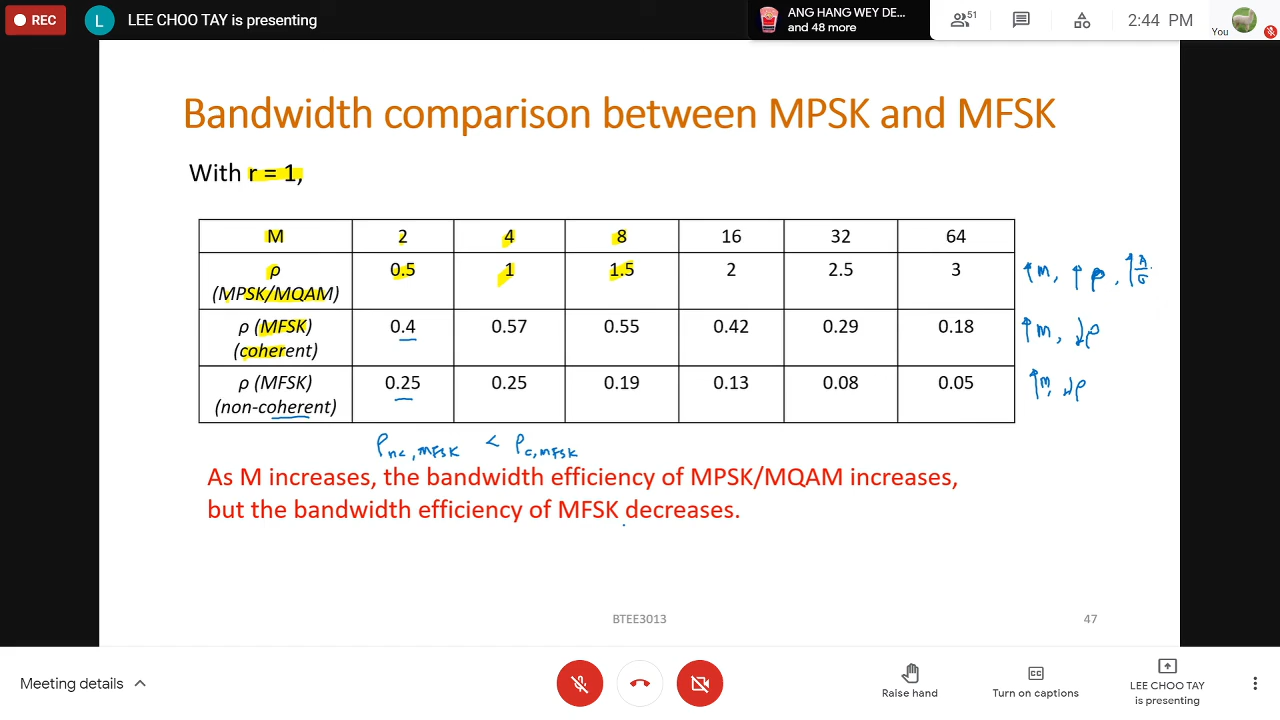 REC
L
LEE CHOO TAY is presenting
ANG HANG WEY DE...
and 48 more
51
2:44 PM
You
Bandwidth comparison between MPSK and MFSK
With r = 1,
M 2 4 8 16 32 64
ρ 0.5 1 1.5 2 2.5 3
(MPSK/MQAM)
↑M, ↑ρ, ↑
ρ (MFSK) 0.4 0.57 0.55 0.42 0.29 0.18
(coherent)
↑M, ↓ρ
ρ (MFSK) 0.25 0.25 0.19 0.13 0.08 0.05
(non-coherent)
↑M, ↓ρ
ρnc,MFSK < ρc,MFSK
As M increases, the bandwidth efficiency of MPSK/MQAM increases,
but the bandwidth efficiency of MFSK decreases.
BTEE3013
47
Meeting details
Raise hand
Turn on captions
LEE CHOO TAY
is presenting